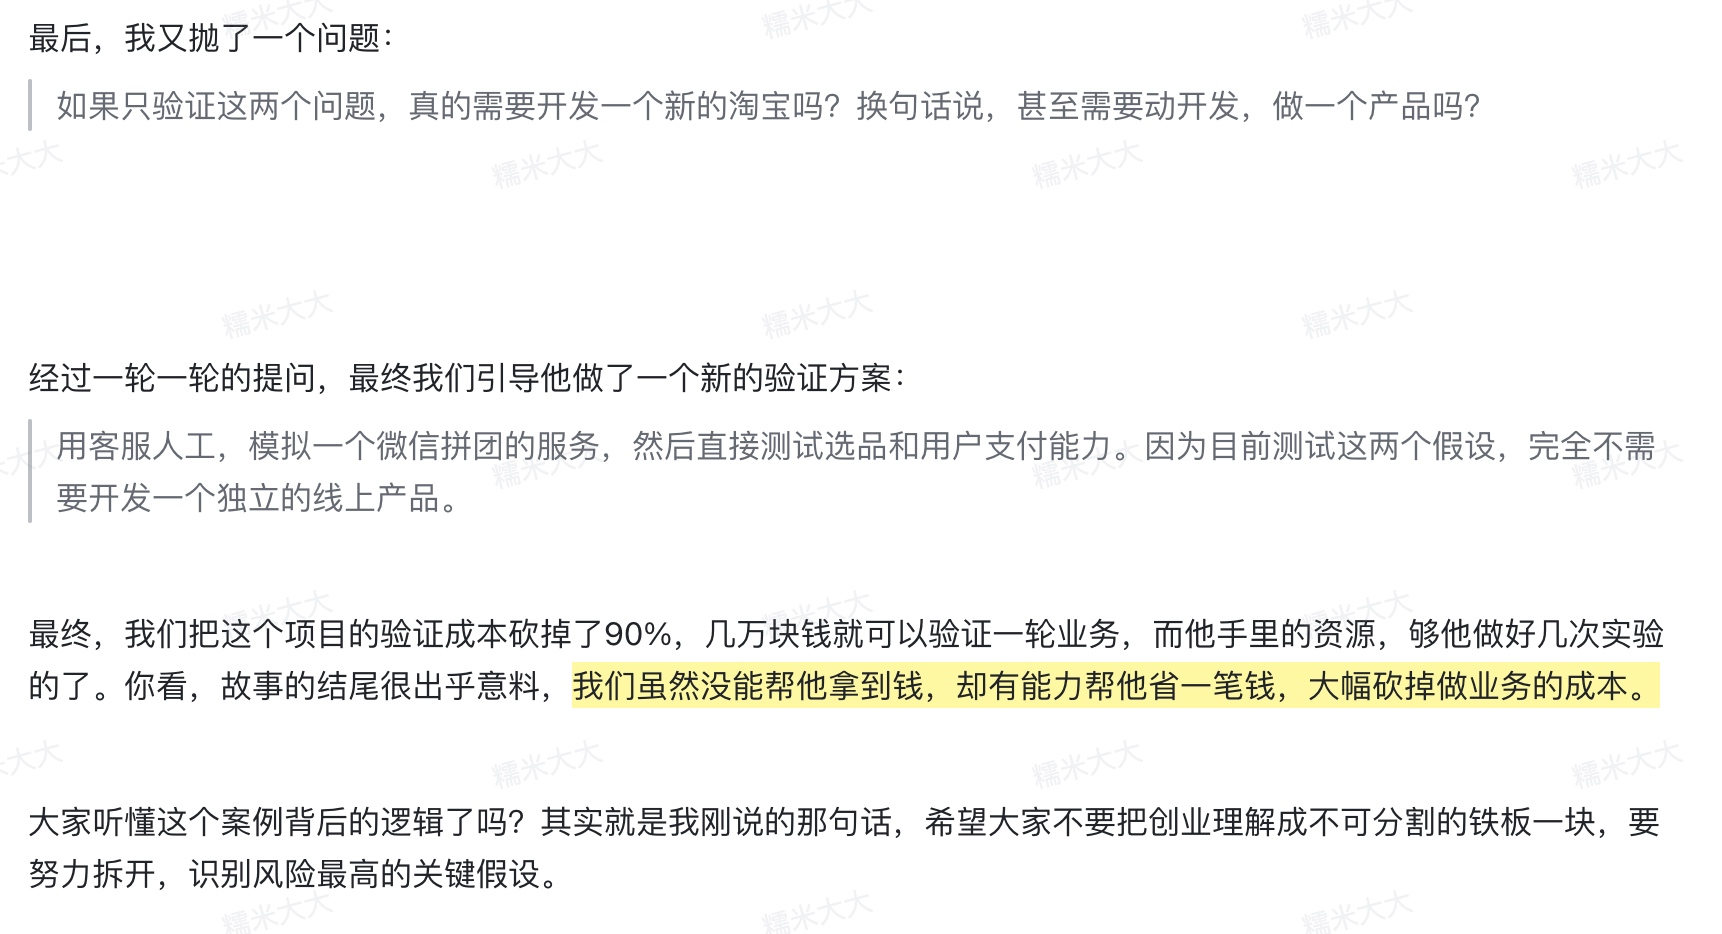 最后，我又抛了一个问题：
如果只验证这两个问题，真的需要开发一个新的淘宝吗？换句话说，甚至需要动开发，做一个产品吗？
经过一轮一轮的提问，最终我们引导他做了一个新的验证方案：
用客服人工，模拟一个微信拼团的服务，然后直接测试选品和用户支付能力。因为目前测试这两个假设，完全不需
要开发一个独立的线上产品。
最终，我们把这个项目的验证成本砍掉了90%，几万块钱就可以验证一轮业务，而他手里的资源，够他做好几次实验
的了。你看，故事的结尾很出乎意料，我们虽然没能帮他拿到钱，却有能力帮他省一笔钱，大幅砍掉做业务的成本。
大家听懂这个案例背后的逻辑了吗？其实就是我刚说的那句话，希望大家不要把创业理解成不可分割的铁板一块，要
努力拆开，识别风险最高的关键假设。
糯米大大